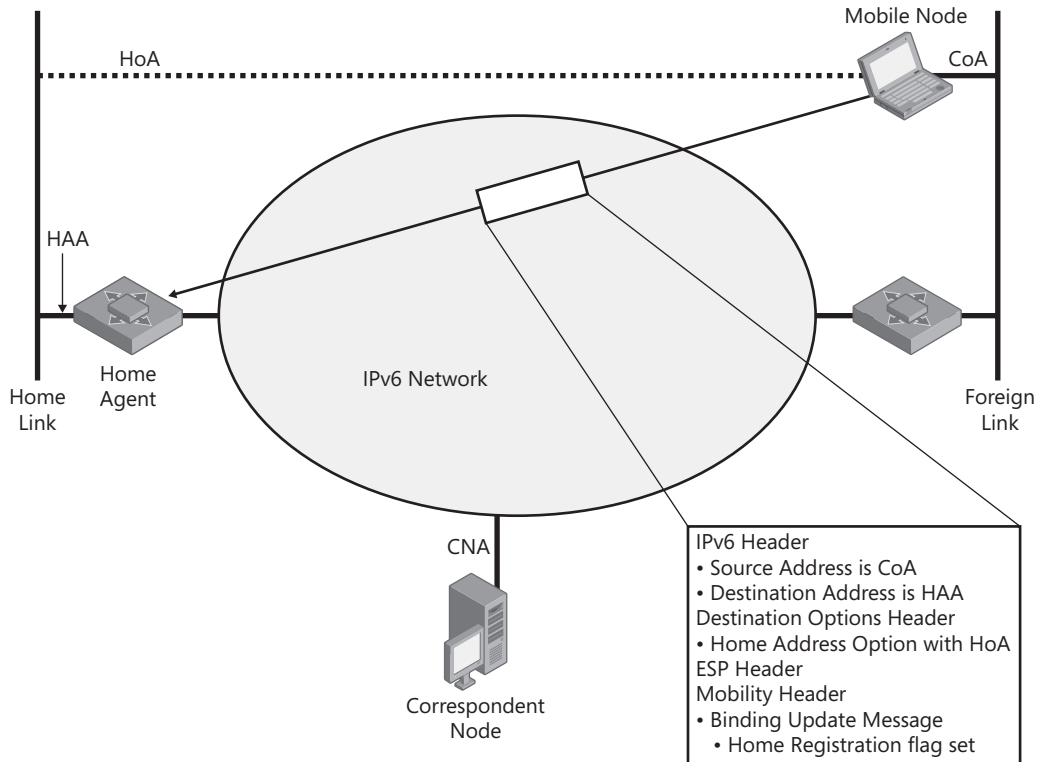 Mobile Node
HoA
CoA
HAA
Home
Agent
Home
Link
IPv6 Network
Foreign
Link
CNA
Correspondent
Node
IPv6 Header
• Source Address is CoA
• Destination Address is HAA
Destination Options Header
• Home Address Option with HoA
ESP Header
Mobility Header
• Binding Update Message
• Home Registration flag set